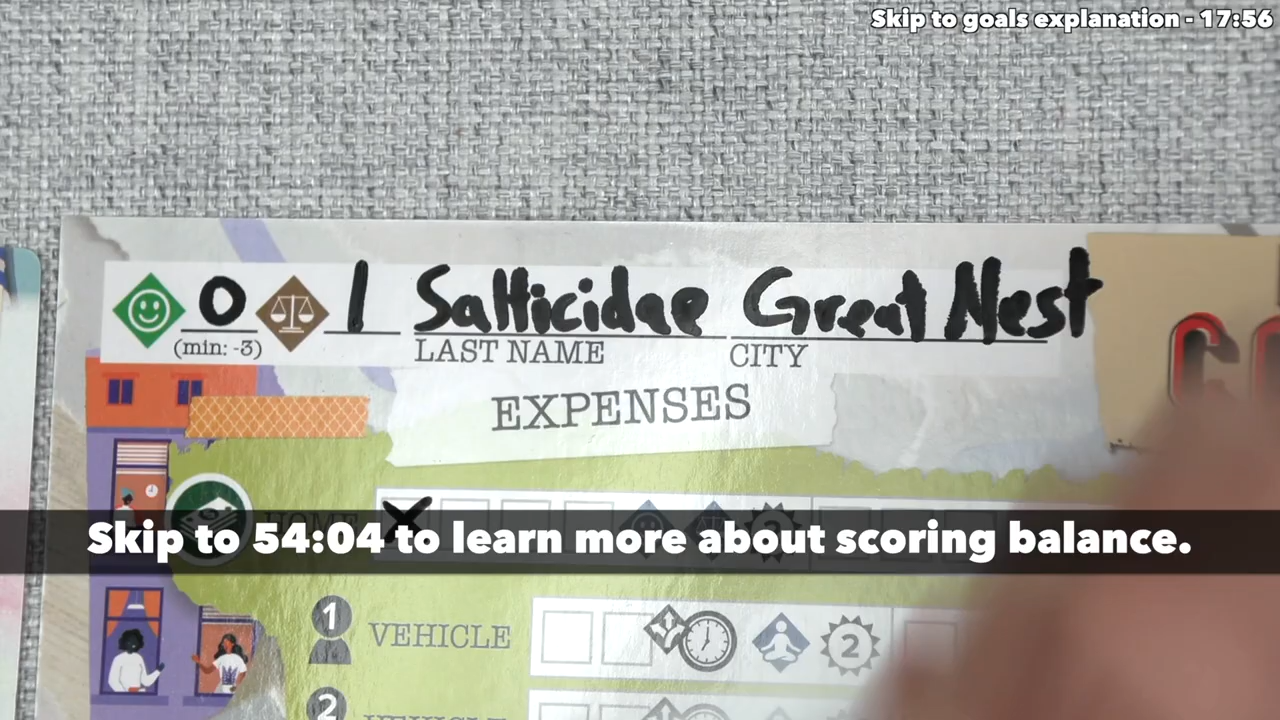 Skip to goals explanation - 17:56
0 1 Salticidae Great Nest
(min: -3) LAST NAME CITY
EXPENSES
Skip to 54:04 to learn more about scoring balance.
1 VEHICLE 2
2 VEHICLE